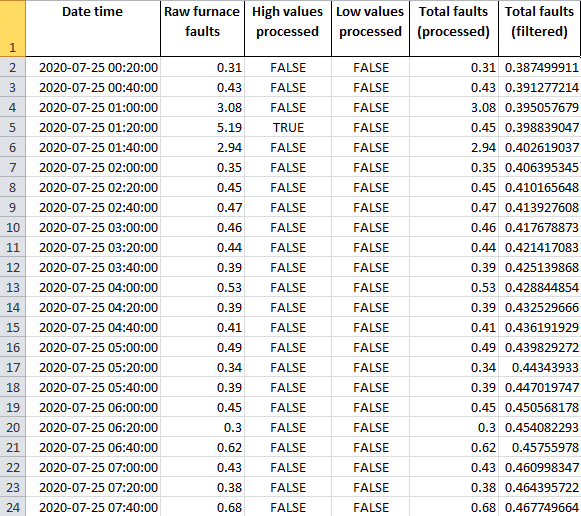 Date time Raw furnace High values Low values Total faults Total faults
1 faults processed processed (processed) (filtered)
2 2020-07-25 00:20:00 0.31 FALSE FALSE 0.31 0.387499911
3 2020-07-25 00:40:00 0.43 FALSE FALSE 0.43 0.391277214
4 2020-07-25 01:00:00 3.08 FALSE FALSE 3.08 0.395057679
5 2020-07-25 01:20:00 5.19 TRUE FALSE 0.45 0.398839047
6 2020-07-25 01:40:00 2.94 FALSE FALSE 2.94 0.402619037
7 2020-07-25 02:00:00 0.35 FALSE FALSE 0.35 0.406395345
8 2020-07-25 02:20:00 0.45 FALSE FALSE 0.45 0.410165648
9 2020-07-25 02:40:00 0.47 FALSE FALSE 0.47 0.413927608
10 2020-07-25 03:00:00 0.46 FALSE FALSE 0.46 0.417678873
11 2020-07-25 03:20:00 0.44 FALSE FALSE 0.44 0.421417083
12 2020-07-25 03:40:00 0.39 FALSE FALSE 0.39 0.425139868
13 2020-07-25 04:00:00 0.53 FALSE FALSE 0.53 0.428844854
14 2020-07-25 04:20:00 0.39 FALSE FALSE 0.39 0.432529666
15 2020-07-25 04:40:00 0.41 FALSE FALSE 0.41 0.436191929
16 2020-07-25 05:00:00 0.49 FALSE FALSE 0.49 0.439829272
17 2020-07-25 05:20:00 0.34 FALSE FALSE 0.34 0.44343933
18 2020-07-25 05:40:00 0.39 FALSE FALSE 0.39 0.447019747
19 2020-07-25 06:00:00 0.45 FALSE FALSE 0.45 0.450568178
20 2020-07-25 06:20:00 0.3 FALSE FALSE 0.3 0.454082293
21 2020-07-25 06:40:00 0.62 FALSE FALSE 0.62 0.45755978
22 2020-07-25 07:00:00 0.43 FALSE FALSE 0.43 0.460998347
23 2020-07-25 07:20:00 0.38 FALSE FALSE 0.38 0.464395722
24 2020-07-25 07:40:00 0.68 FALSE FALSE 0.68 0.467749664